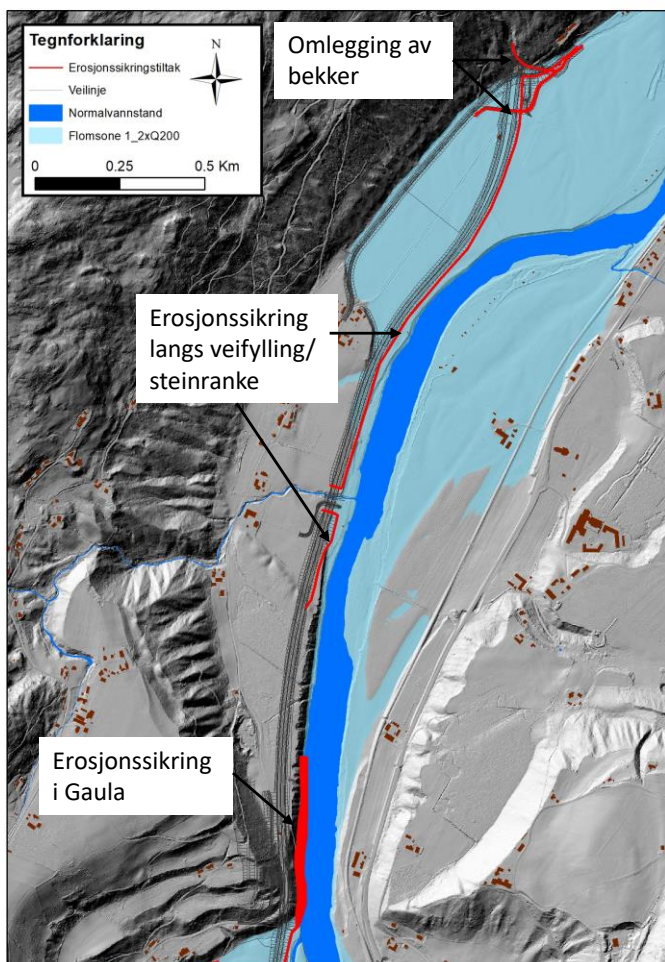 Tegnforklaring
N
Erosjonssikringstiltak
Veilinje
Normalvannstand
Flomsone 1_2xQ200
0 0.25 0.5 Km
Omlegging av
bekker
Erosjonssikring
langs veifylling/
steinranke
Erosjonssikring
i Gaula